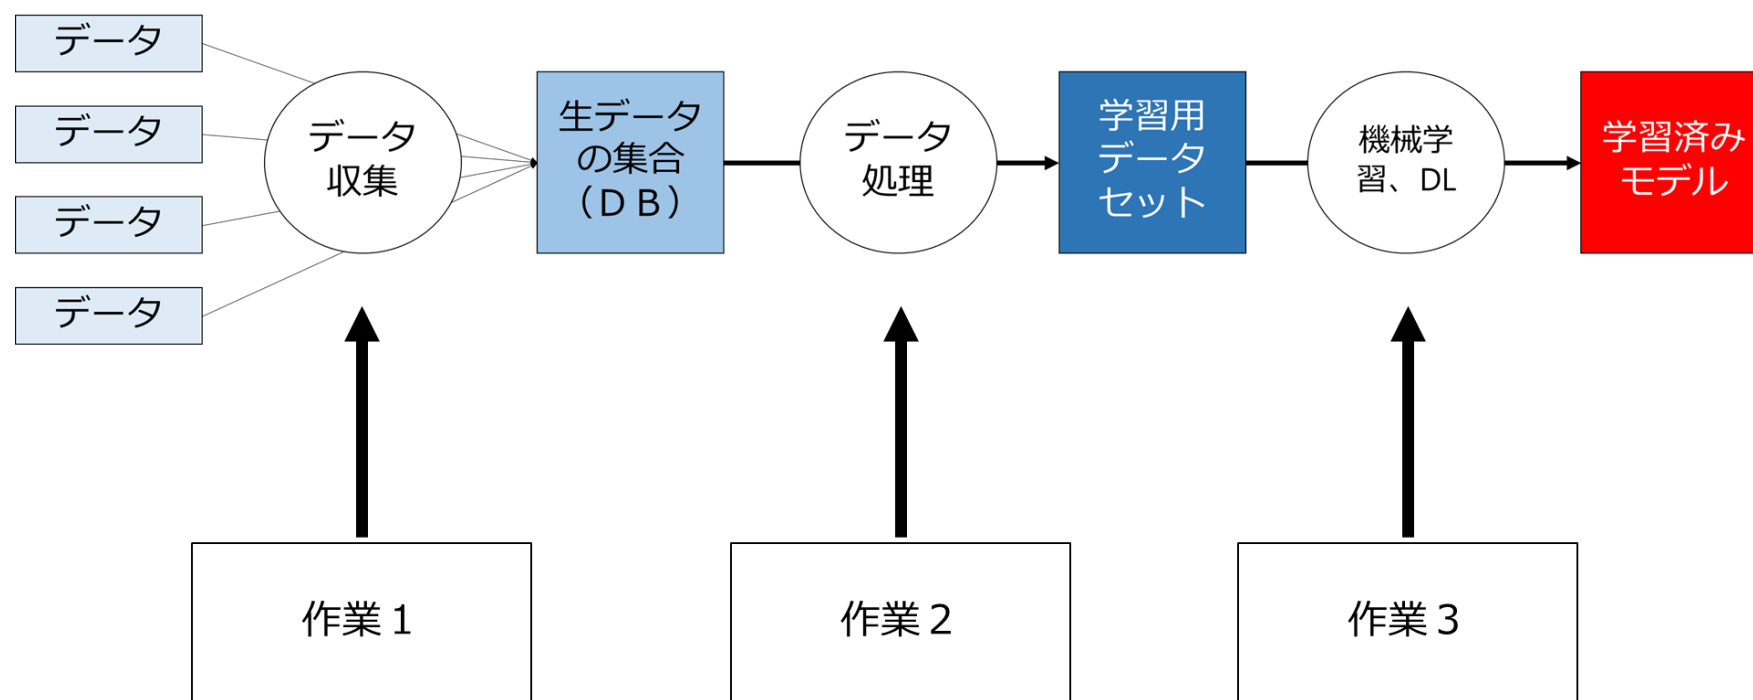 データ
データ
データ
データ
データ
収集
生データ
の集合
（ＤＢ）
データ
処理
学習用
データ
セット
機械学
習、DL
学習済み
モデル
作業１
作業２
作業３